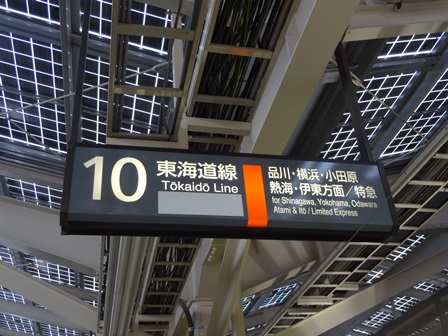 10
東海道線
Tōkaidō Line
品川・横浜・小田原
熱海・伊東方面／特急
for Shinagawa, Yokohama, Odawara
Atami & Itō / Limited Express